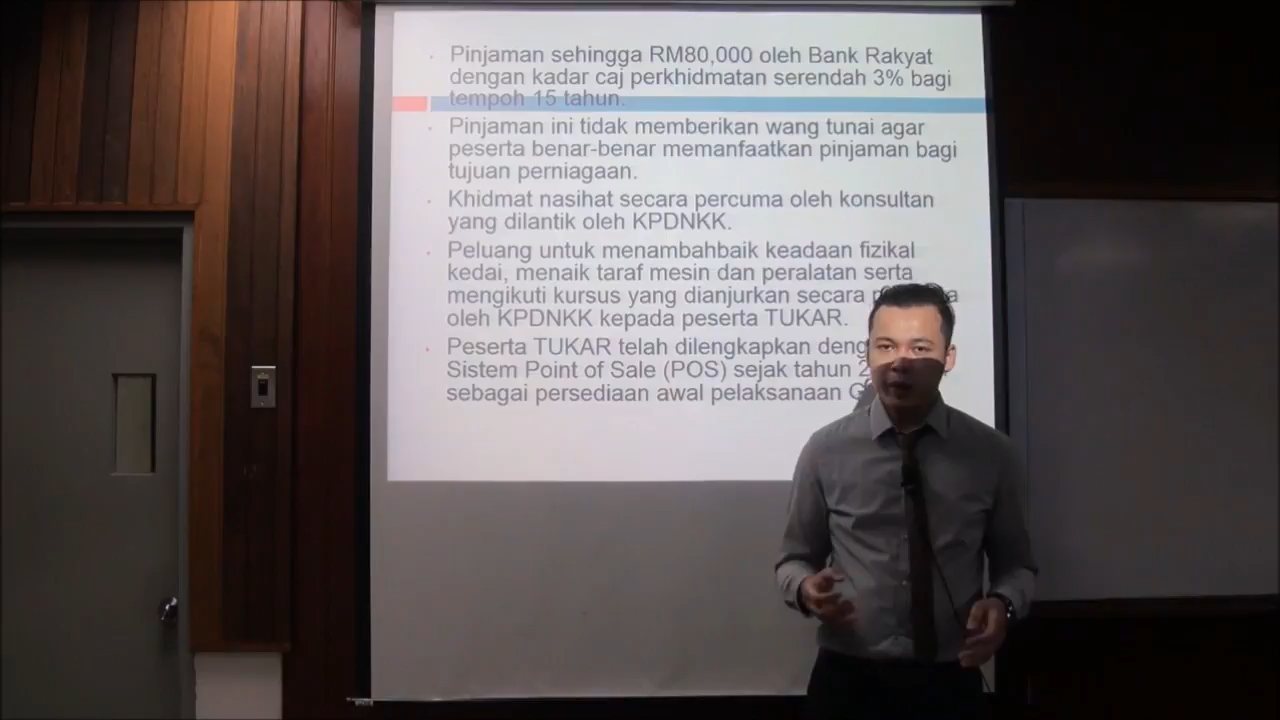 Pinjaman sehingga RM80,000 oleh Bank Rakyat
dengan kadar caj perkhidmatan serendah 3% bagi
tempoh 15 tahun.
Pinjaman ini tidak memberikan wang tunai agar
peserta benar-benar memanfaatkan pinjaman bagi
tujuan perniagaan.
Khidmat nasihat secara percuma oleh konsultan
yang dilantik oleh KPDNKK.
Peluang untuk menambahbaik keadaan fizikal
kedai, menaik taraf mesin dan peralatan serta
mengikuti kursus yang dianjurkan secara
oleh KPDNKK kepada peserta TUKAR.
Peserta TUKAR telah dilengkapkan
Sistem Point of Sale (POS) sejak tahun
sebagai persediaan awal pelaksanaan